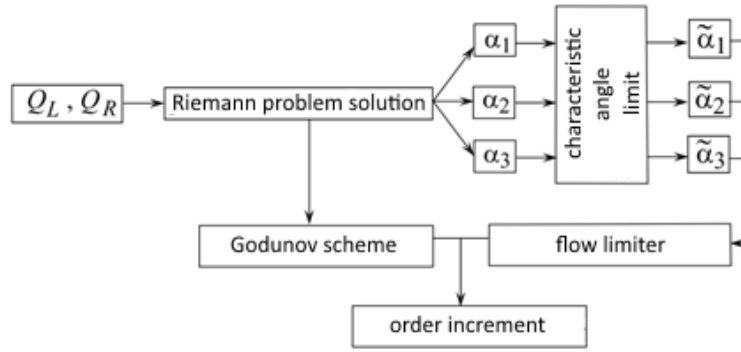 Q_L , Q_R
Riemann problem solution
α1
α2
α3
characteristic
angle
limit
α̃1
α̃2
α̃3
Godunov scheme
flow limiter
order increment